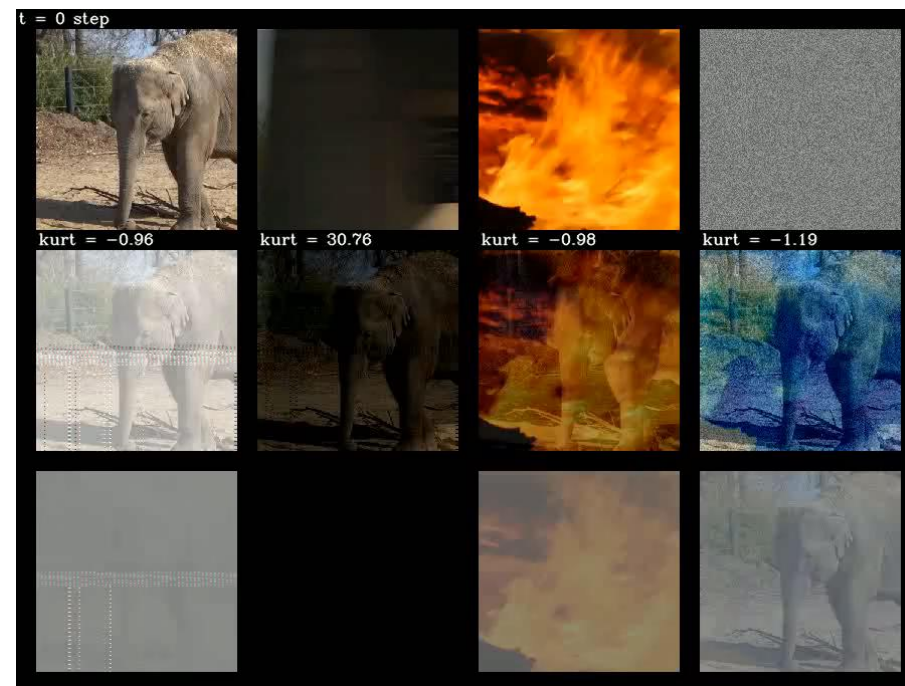 t = 0 step
kurt = −0.96
kurt = 30.76
kurt = −0.98
kurt = −1.19